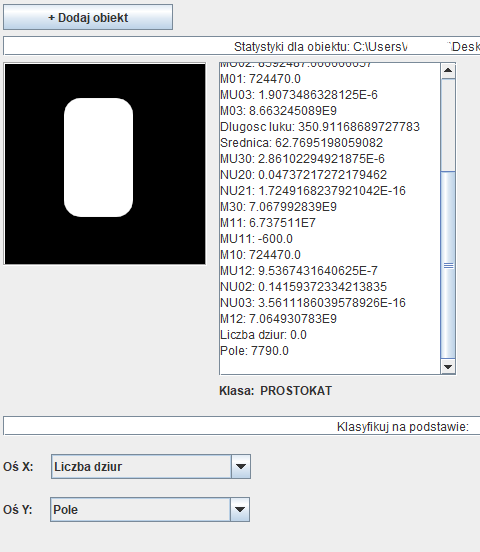 + Dodaj obiekt
Statystyki dla obiektu: C:\Users\
\Desk
M01: 724470.0
MU03: 1.9073486328125E-6
M03: 8.663245089E9
Dlugosc luku: 350.91168689727783
Srednica: 62.7695198059082
MU30: 2.86102294921875E-6
NU20: 0.04737217272179462
NU21: 1.7249168237921042E-16
M30: 7.067992839E9
M11: 6.737511E7
MU11: -600.0
M10: 724470.0
MU12: 9.5367431640625E-7
NU02: 0.14159372334213835
NU03: 3.5611186039578926E-16
M12: 7.064930783E9
Liczba dziur: 0.0
Pole: 7790.0
Klasa: PROSTOKAT
Klasyfikuj na podstawie:
Oś X: Liczba dziur
Oś Y: Pole